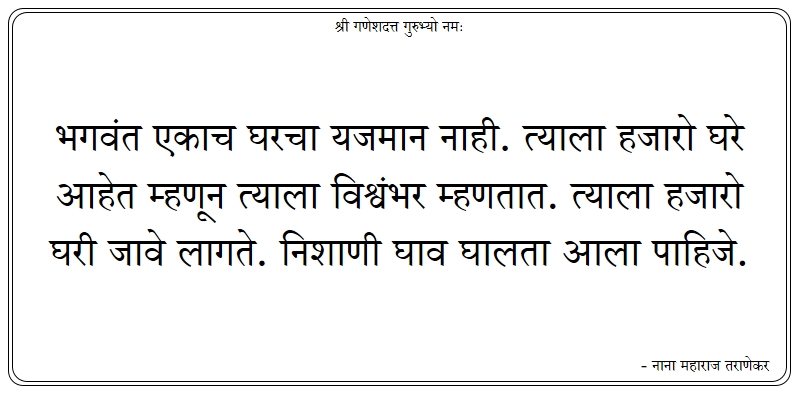 श्री गणेशदत्त गुरुभ्यो नमः
भगवंत एकाच घरचा यजमान नाही. त्याला हजारो घरे
आहेत म्हणून त्याला विश्वंभर म्हणतात. त्याला हजारो
घरी जावे लागते. निशाणी घाव घालता आला पाहिजे.
- नाना महाराज तराणेकर